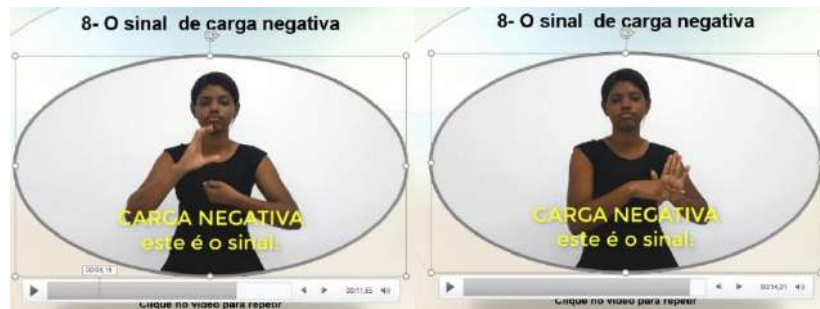 8- O sinal de carga negativa
CARGA NEGATIVA
este é o sinal.
Clique no vídeo para repetir
8- O sinal de carga negativa
CARGA NEGATIVA
este é o sinal.
Clique no vídeo para repetir